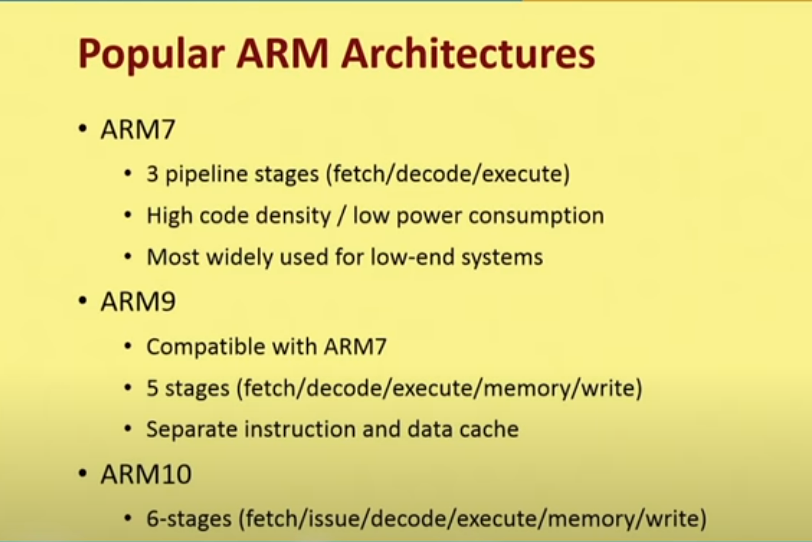 Popular ARM Architectures
• ARM7
• 3 pipeline stages (fetch/decode/execute)
• High code density / low power consumption
• Most widely used for low-end systems
• ARM9
• Compatible with ARM7
• 5 stages (fetch/decode/execute/memory/write)
• Separate instruction and data cache
• ARM10
• 6-stages (fetch/issue/decode/execute/memory/write)